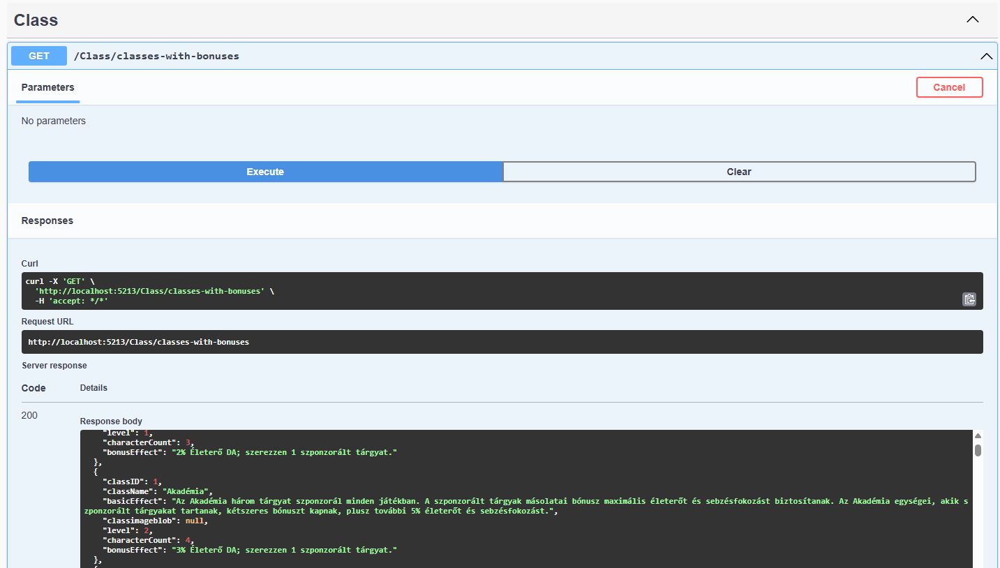 Class
GET /Class/classes-with-bonuses
Parameters
Cancel
No parameters
Execute
Clear
Responses
Curl
curl -X 'GET' \
'http://localhost:5213/Class/classes-with-bonuses' \
-H 'accept: */*'
Request URL
http://localhost:5213/Class/classes-with-bonuses
Server response
Code Details
200
Response body
"level": 1,
"characterCount": 3,
"bonusEffect": "2% Életerő DA; szerezzen 1 szponzorált tárgyat."
},
{
"classID": 1,
"className": "Akadémia",
"basicEffect": "Az Akadémia három tárgyat szponzorál minden játékban. A szponzorált tárgyak másolatai bónusz maximális életerőt és sebzésfokozást biztosítanak. Az Akadémia egységei, akik s
zponzorált tárgyakat tartanak, kétszeres bónuszt kapnak, plusz további 5% életerőt és sebzésfokozást.",
"classimageblob": null,
"level": 2,
"characterCount": 4,
"bonusEffect": "3% Életerő DA; szerezzen 1 szponzorált tárgyat."
},
{